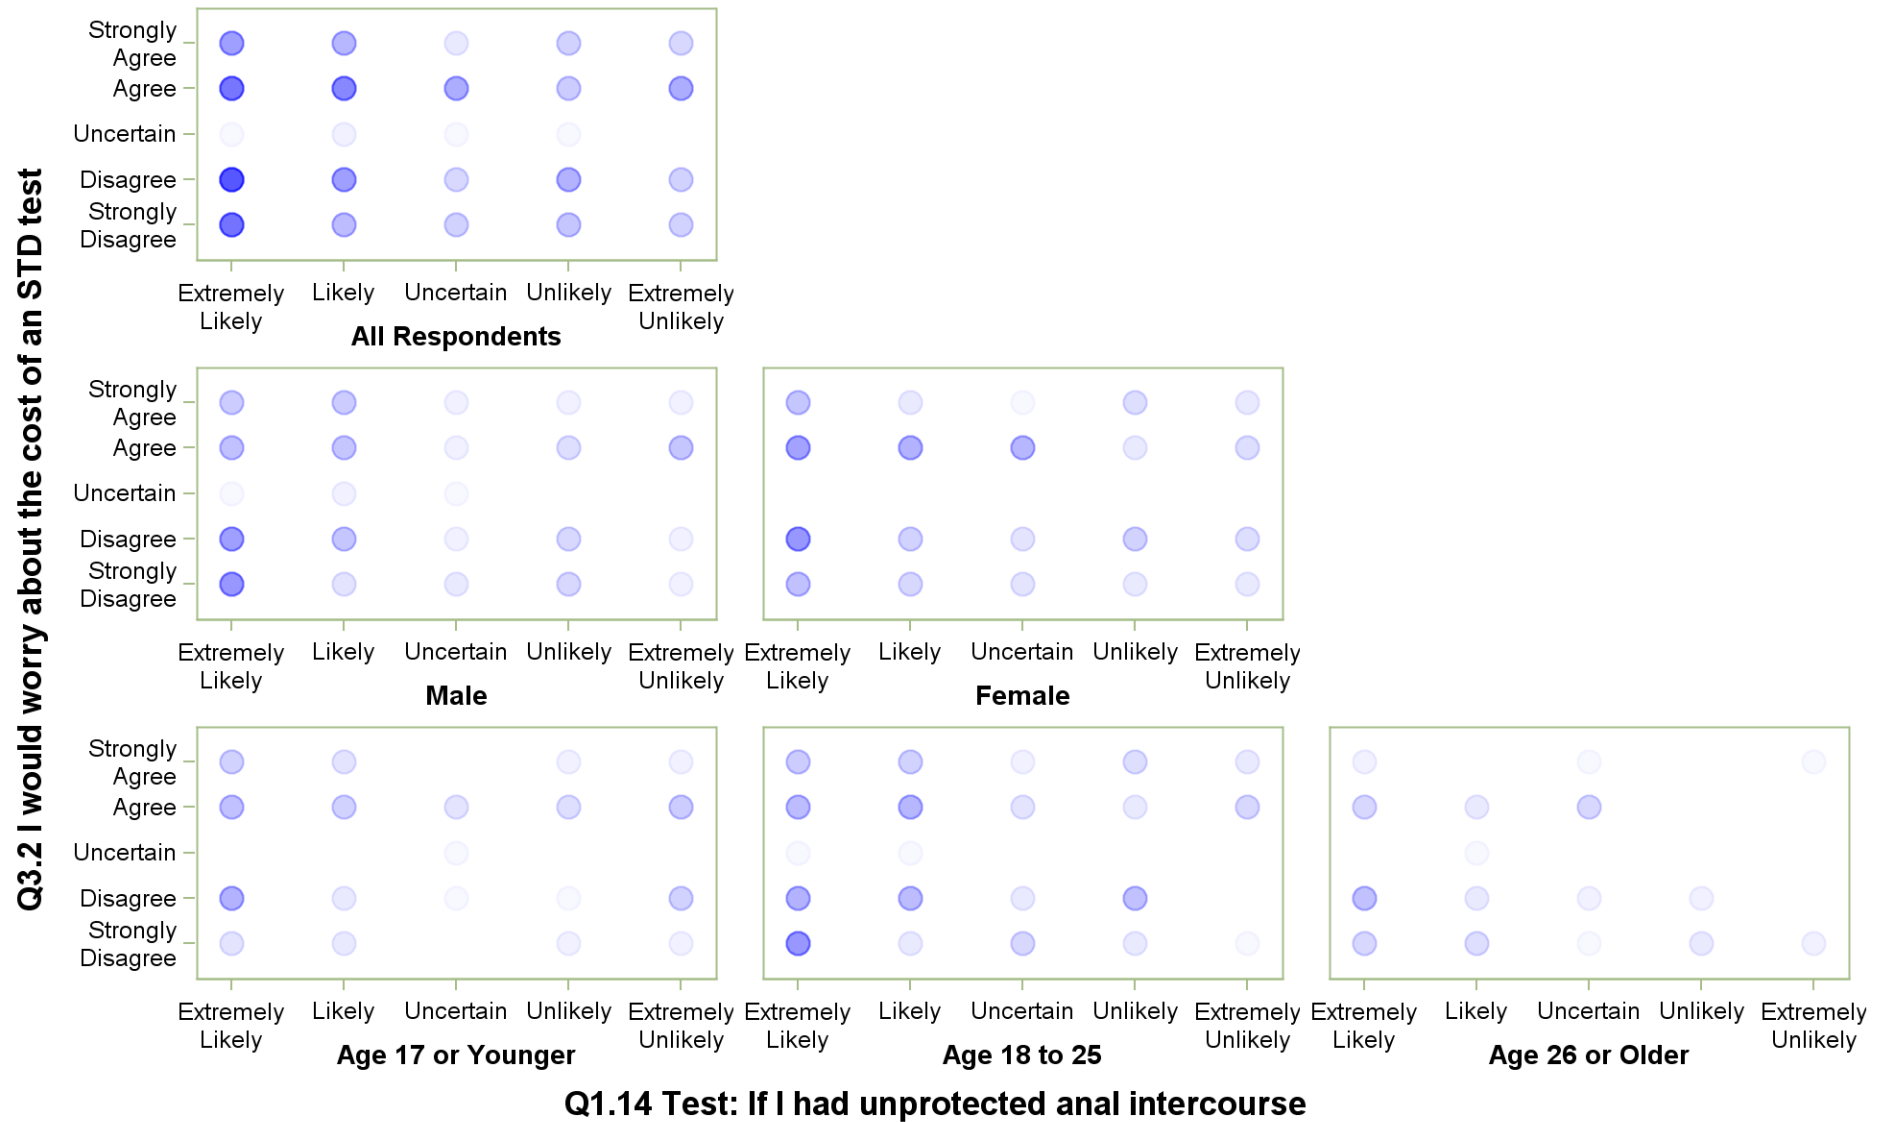 Q3.2 I would worry about the cost of an STD test
Strongly
Agree
Agree
Uncertain
Disagree
Strongly
Disagree
Extremely
Likely
Likely
Uncertain
Unlikely
Extremely
Unlikely
All Respondents
Strongly
Agree
Agree
Uncertain
Disagree
Strongly
Disagree
Extremely
Likely
Likely
Uncertain
Unlikely
Extremely
Unlikely
Male
Extremely
Likely
Likely
Uncertain
Unlikely
Extremely
Unlikely
Female
Strongly
Agree
Agree
Uncertain
Disagree
Strongly
Disagree
Extremely
Likely
Likely
Uncertain
Unlikely
Extremely
Unlikely
Age 17 or Younger
Extremely
Likely
Likely
Uncertain
Unlikely
Extremely
Unlikely
Age 18 to 25
Extremely
Likely
Likely
Uncertain
Unlikely
Extremely
Unlikely
Age 26 or Older
Q1.14 Test: If I had unprotected anal intercourse